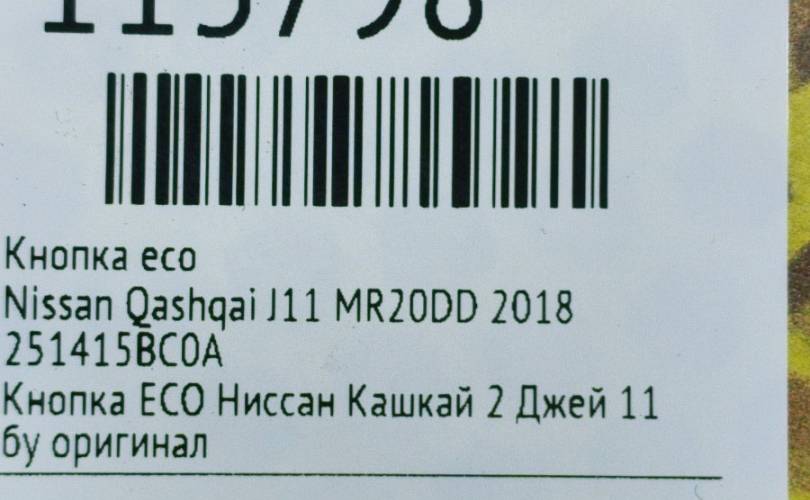 Кнопка eco
Nissan Qashqai J11 MR20DD 2018
251415BC0A
Кнопка ECO Ниссан Кашкай 2 Джей 11
бу оригинал